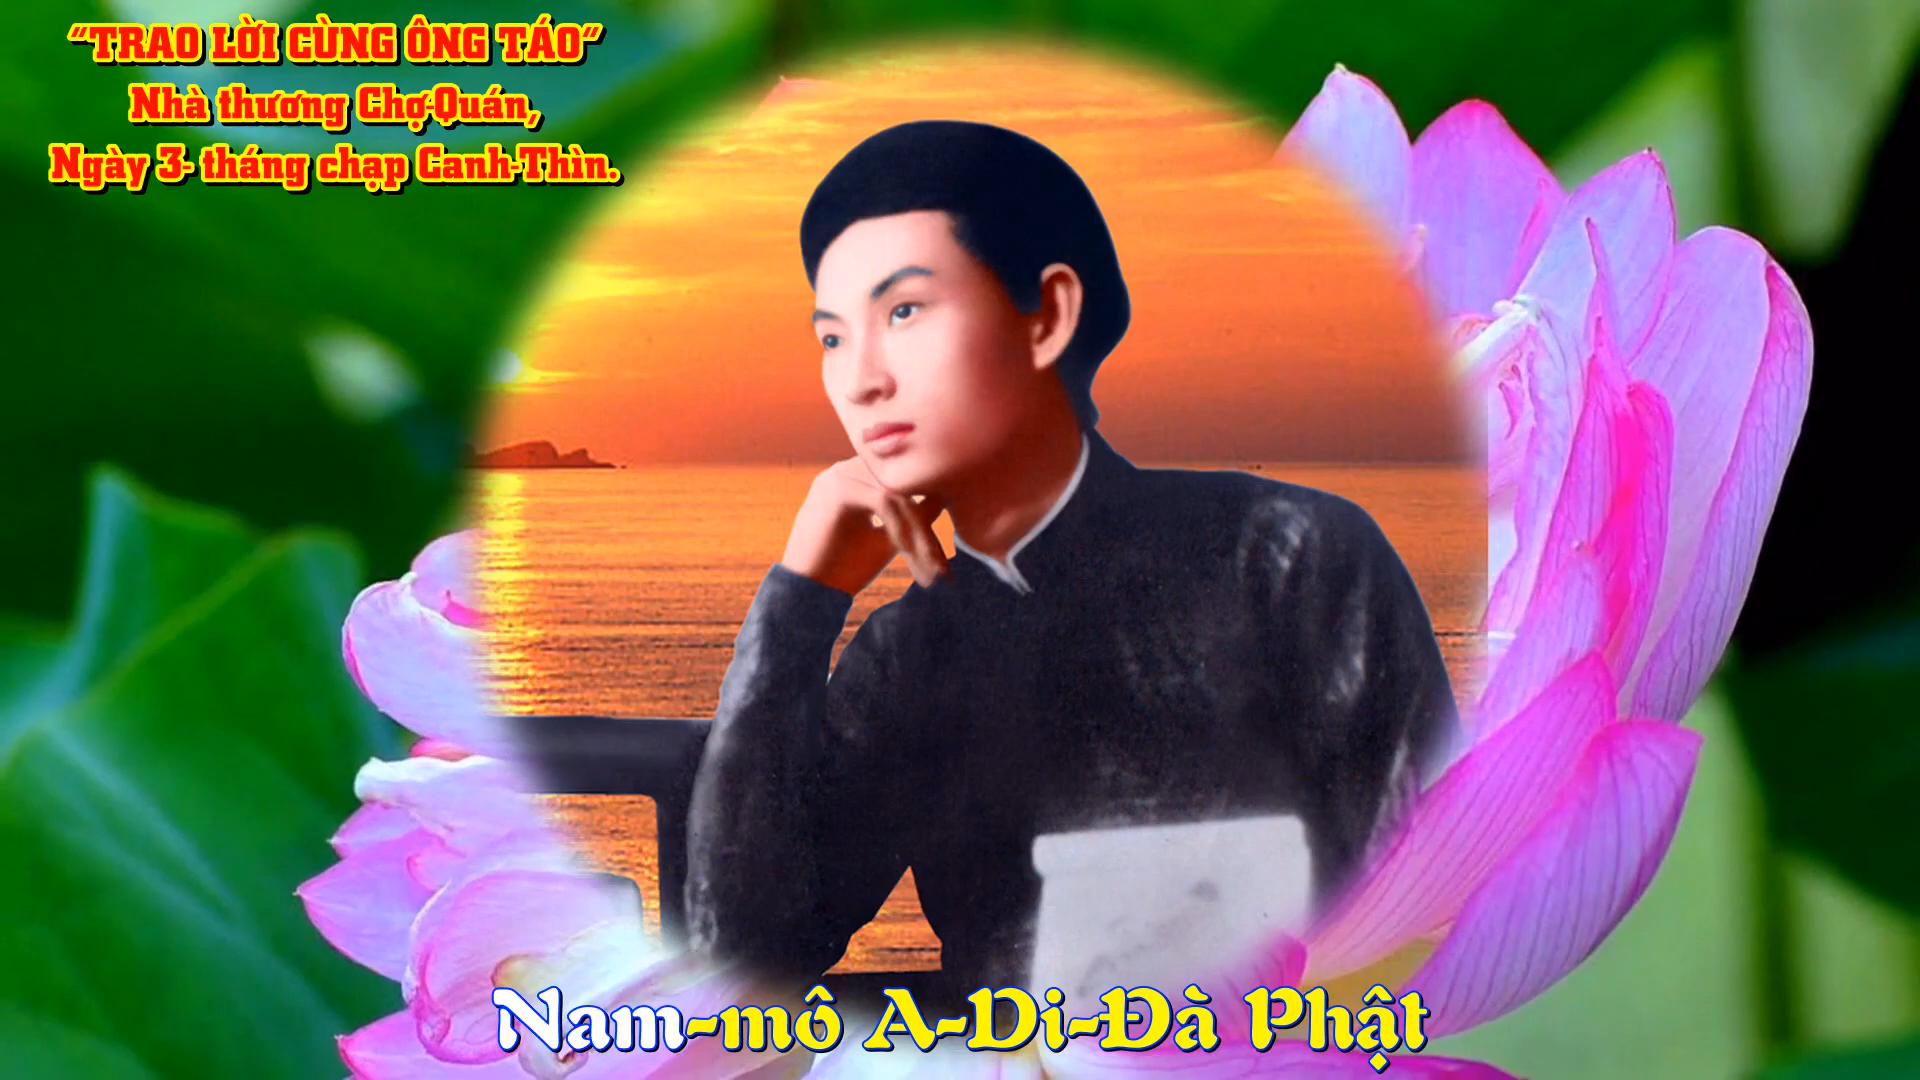 "TRAO LỜI CÙNG ÔNG TÁO"
Nhà thương Chợ-Quán,
Ngày 3- tháng chạp Canh-Thìn.
Nam-mô A-Di-Đà Phật